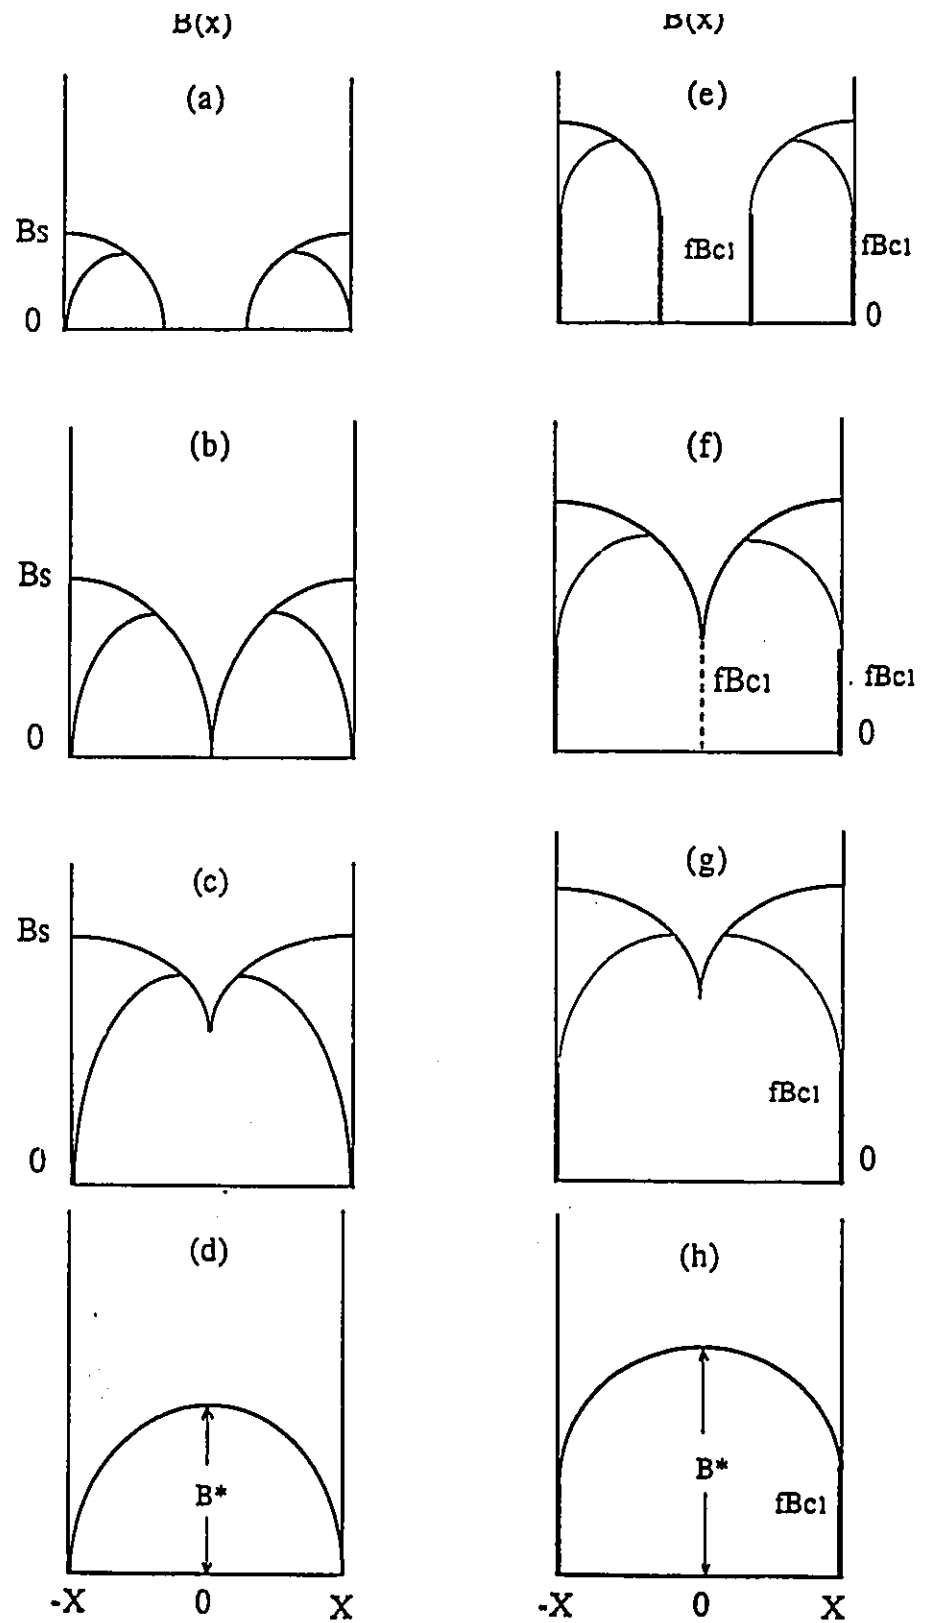 B(x)
B(x)
(a)
(e)
Bs
fBc1
fBc1
0
0
(b)
(f)
Bs
fBc1
fBc1
0
0
(c)
(g)
Bs
fBc1
0
0
(d)
(h)
B*
B*
fBc1
-X 0 X
-X 0 X